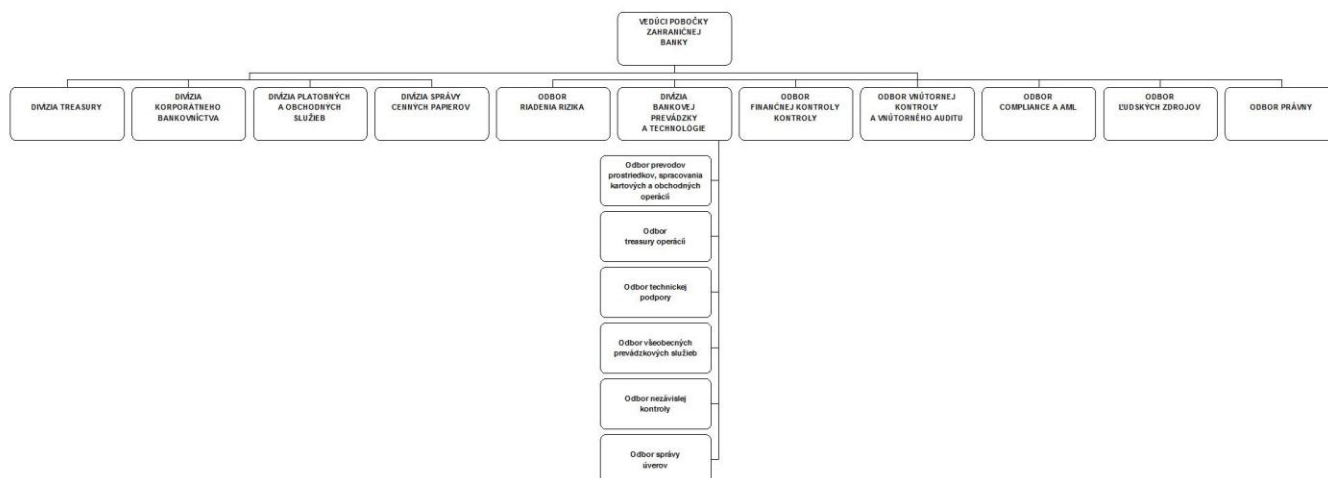 VEDÚCI POBOČKY
ZAHRANIČNEJ
BANKY
DIVÍZIA TREASURY
DIVÍZIA
KORPORÁTNEHO
BANKOVNÍCTVA
DIVÍZIA PLATOBNÝCH
A OBCHODNÝCH
SLUŽIEB
DIVÍZIA SPRÁVY
CENNÝCH PAPIEROV
ODBOR
RIADENIA RIZIKA
DIVÍZIA
BANKOVEJ
PREVÁDZKY
A TECHNOLÓGIE
ODBOR
FINANČNEJ KONTROLY
KONTROLY
ODBOR VNÚTORNEJ
KONTROLY
A VNÚTORNÉHO AUDITU
ODBOR
COMPLIANCE A AML
ODBOR
ĽUDSKÝCH ZDROJOV
ODBOR PRÁVNY
Odbor prevodov
prostriedkov, spracovania
kartových a obchodných
operácií
Odbor
treasury operácií
Odbor technickej
podpory
Odbor všeobecných
prevádzkových služieb
Odbor nezávislej
kontroly
Odbor správy
úverov